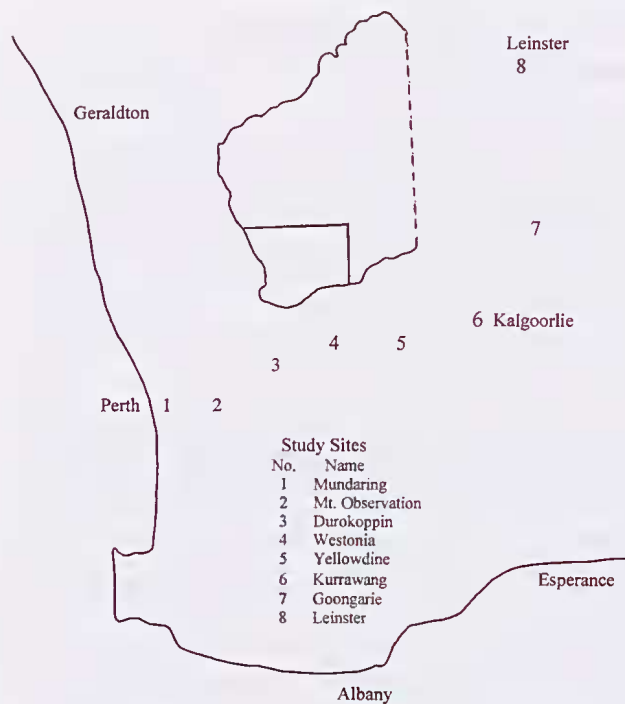 Leinster
8
Geraldton
7
6 Kalgoorlie
4
5
3
Perth 1 2
Study Sites
No. Name
1 Mundaring
2 Mt. Observation
3 Durokoppin
4 Westonia
5 Yellowdine
6 Kurrawang
7 Goongarie
8 Leinster
Esperance
Albany